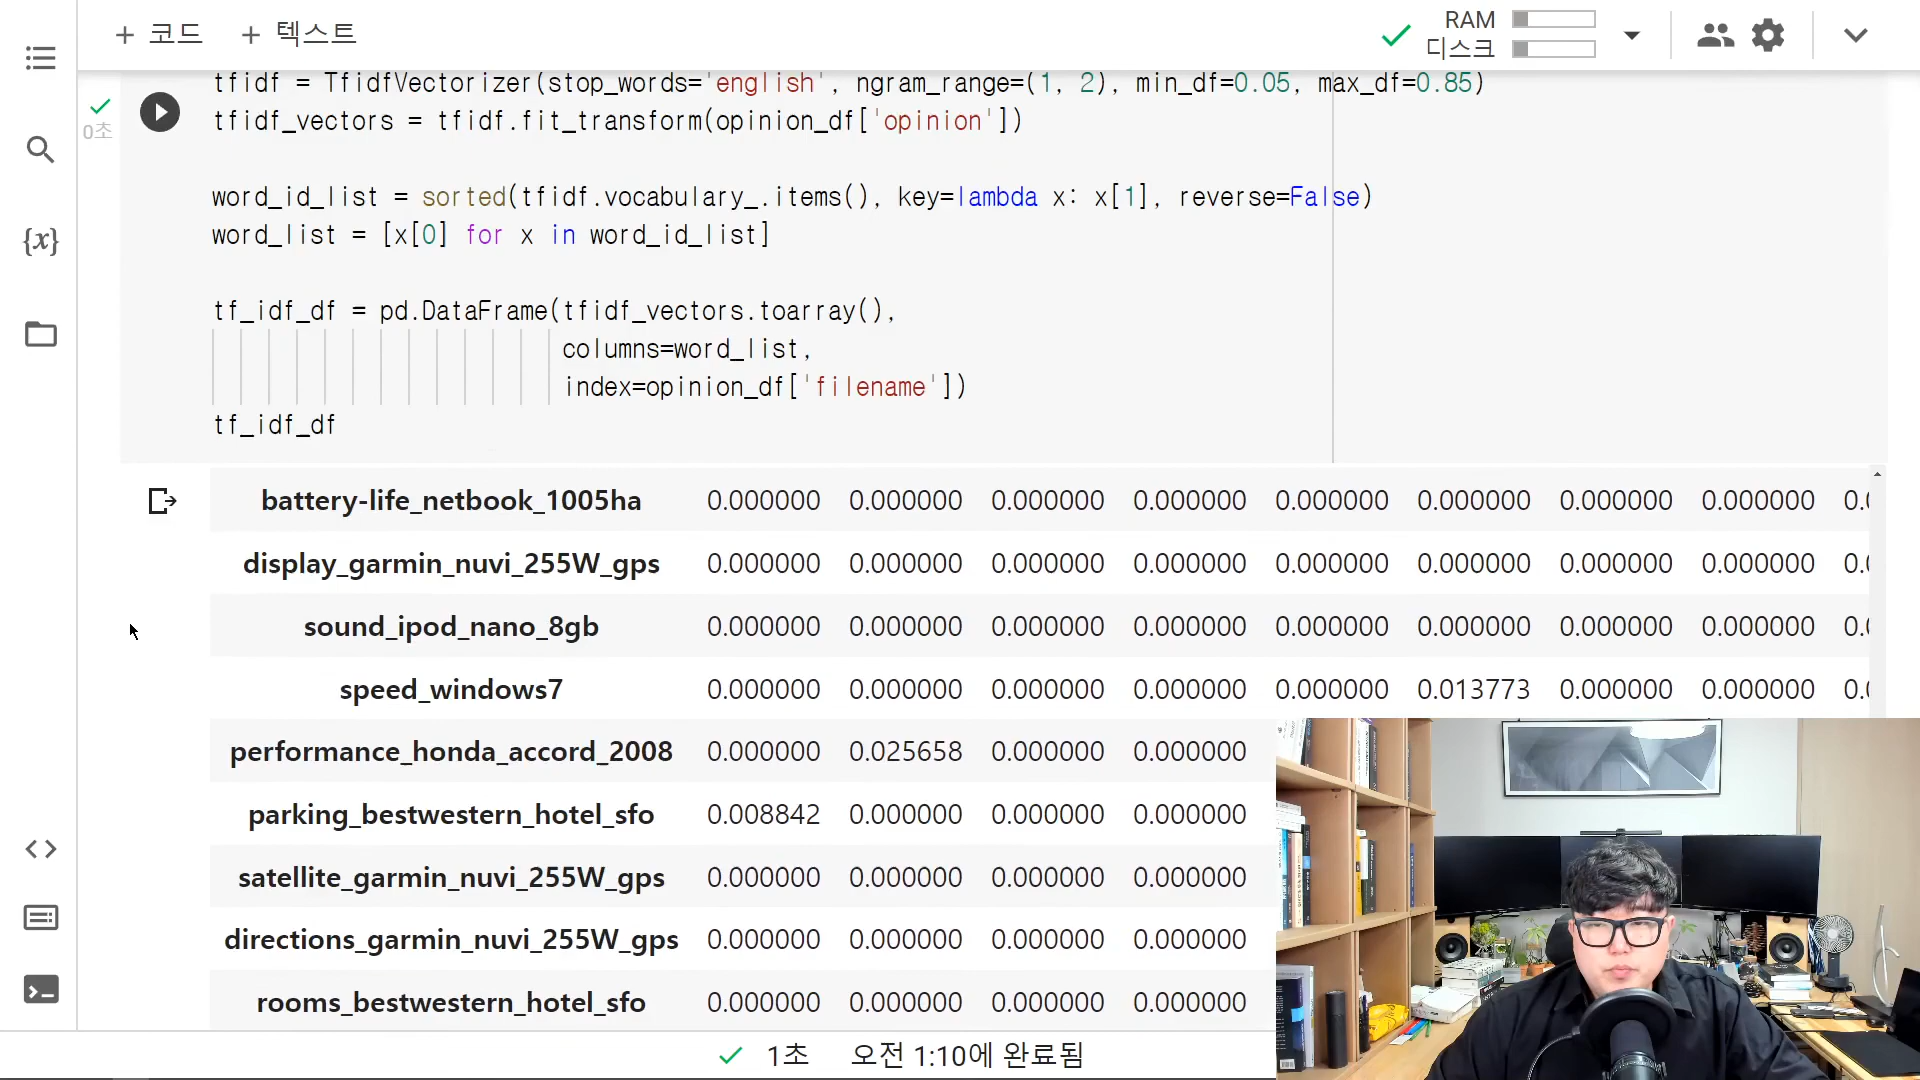 + 코드 + 텍스트
RAM
디스크
tfidf = TfidfVectorizer(stop_words='english', ngram_range=(1, 2), min_df=0.05, max_df=0.85)
0초
tfidf_vectors = tfidf.fit_transform(opinion_df['opinion'])
word_id_list = sorted(tfidf.vocabulary_.items(), key=lambda x: x[1], reverse=False)
word_list = [x[0] for x in word_id_list]
tf_idf_df = pd.DataFrame(tfidf_vectors.toarray(),
columns=word_list,
index=opinion_df['filename'])
tf_idf_df
battery-life_netbook_1005ha 0.000000 0.000000 0.000000 0.000000 0.000000 0.000000 0.000000 0.000000
display_garmin_nuvi_255W_gps 0.000000 0.000000 0.000000 0.000000 0.000000 0.000000 0.000000 0.000000
sound_ipod_nano_8gb 0.000000 0.000000 0.000000 0.000000 0.000000 0.000000 0.000000 0.000000
speed_windows7 0.000000 0.000000 0.000000 0.000000 0.000000 0.013773 0.000000 0.000000
performance_honda_accord_2008 0.000000 0.025658 0.000000 0.000000
parking_bestwestern_hotel_sfo 0.008842 0.000000 0.000000 0.000000
satellite_garmin_nuvi_255W_gps 0.000000 0.000000 0.000000 0.000000
directions_garmin_nuvi_255W_gps 0.000000 0.000000 0.000000 0.000000
rooms_bestwestern_hotel_sfo 0.000000 0.000000 0.000000 0.000000
1초 오전 1:10에 완료됨